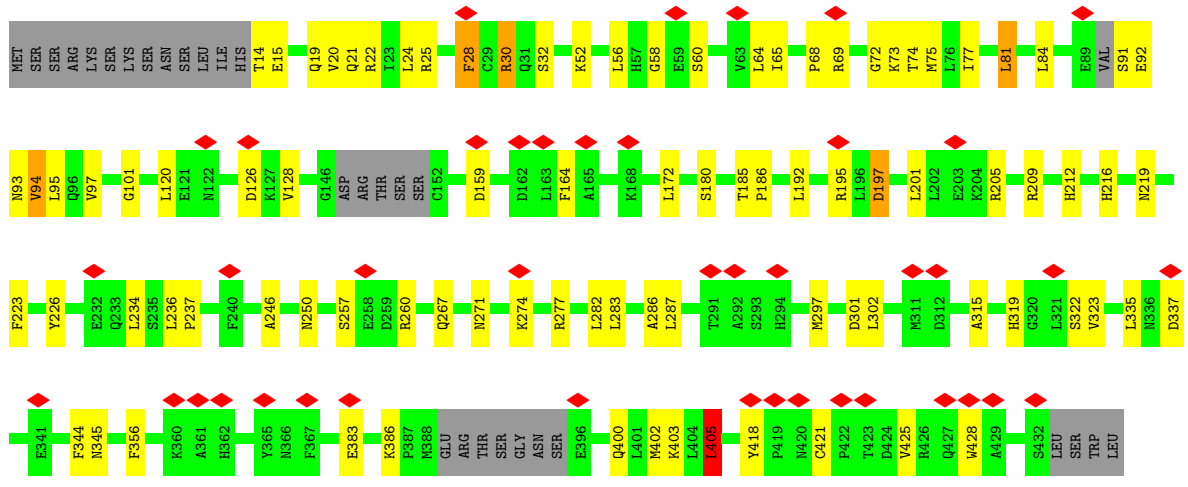 MET SER SER ARG LYS SER LYS SER ASN SER LEU ILE HIS T14 E15 Q19 V20 Q21 R22 I23 L24 R25 F28 C29 R30 Q31 S32 K52 L56 H57 G58 E59 S60 V63 L64 I65 P68 R69 G72 K73 T74 M75 L76 I77 L81 L84 E89 VAL S91 E92
N93 V94 L95 Q96 V97 G101 L120 E121 N122 D126 K127 V128 G146 ASP ARG THR SER SER C152 D159 D162 L163 F164 A165 K168 L172 S180 T185 P186 L192 R195 L196 D197 L201 L202 E203 K204 R205 R209 H212 H216 N219
F223 Y226 E232 Q233 L234 S235 L236 P237 F240 A246 N250 S257 E258 D259 R260 Q267 N271 K274 R277 L282 L283 A286 L287 T291 A292 S293 H294 M297 D301 L302 M311 D312 A315 H319 G320 L321 S322 V323 L335 N336 D337
E341 F344 N345 F356 K360 A361 H362 Y365 N366 F367 E383 K386 P387 M388 GLU ARG THR SER GLY ASN SER E396 Q400 L401 M402 K403 L404 L405 Y418 P419 N420 C421 P422 T423 D424 V425 R426 Q427 W428 A429 S432 LEU SER TRP LEU